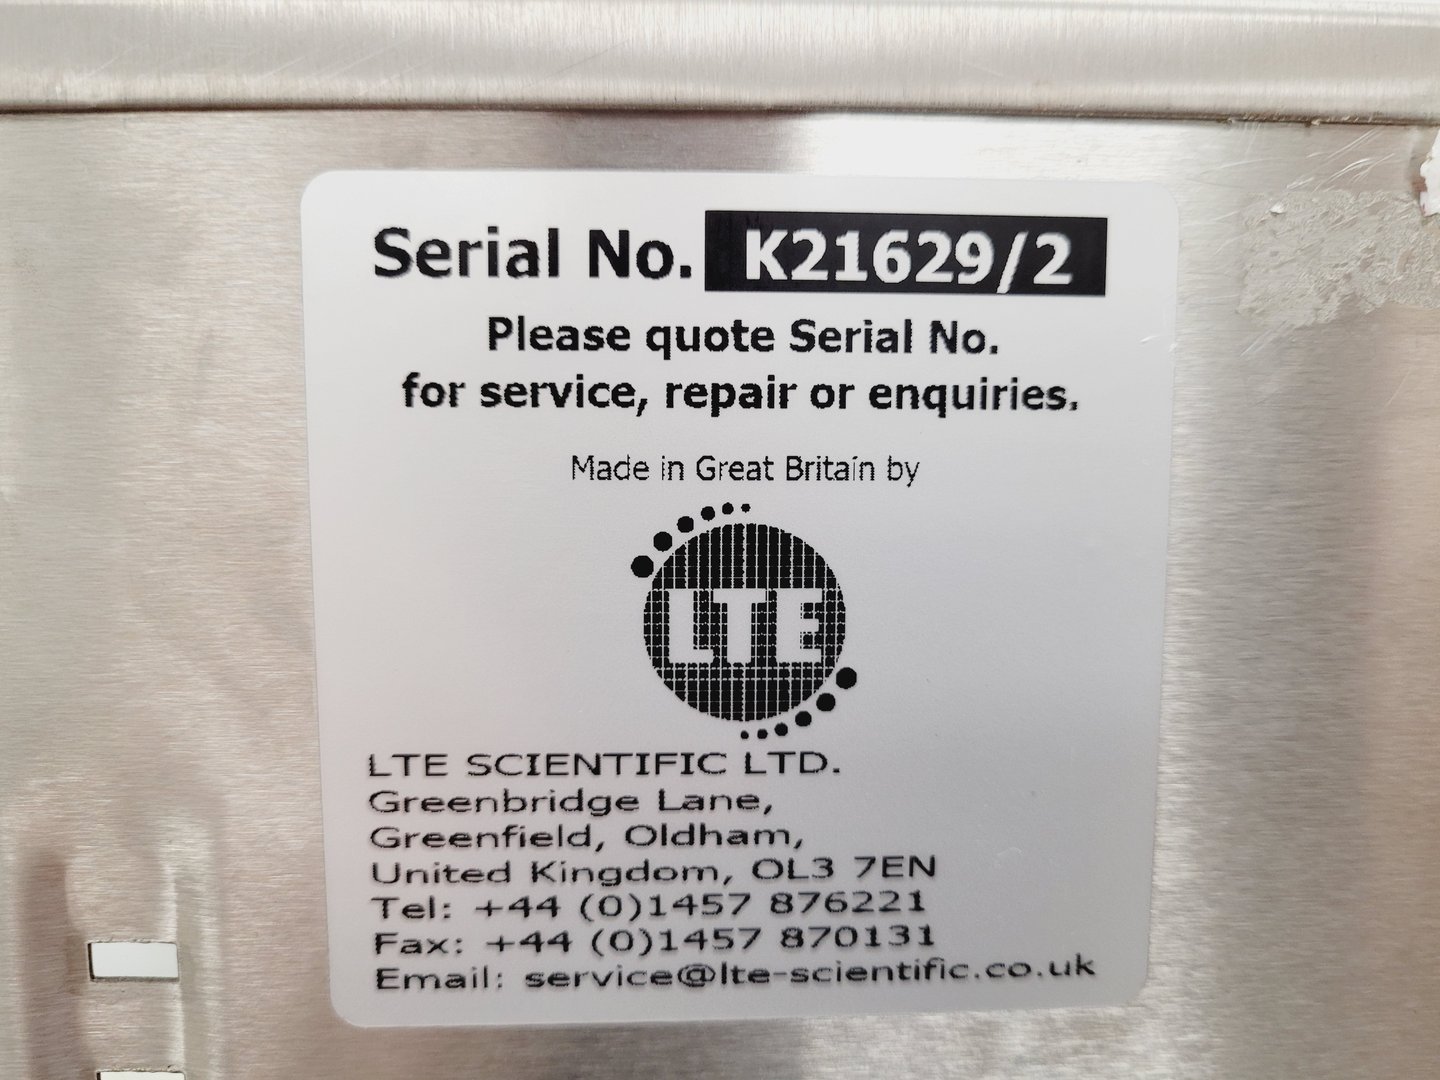 Serial No. K21629/2
Please quote Serial No.
for service, repair or enquiries.
Made in Great Britain by
LTE
LTE SCIENTIFIC LTD.
Greenbridge Lane,
Greenfield, Oldham,
United Kingdom, OL3 7EN
Tel: +44 (0)1457 876221
Fax: +44 (0)1457 870131
Email: service@lte-scientific.co.uk